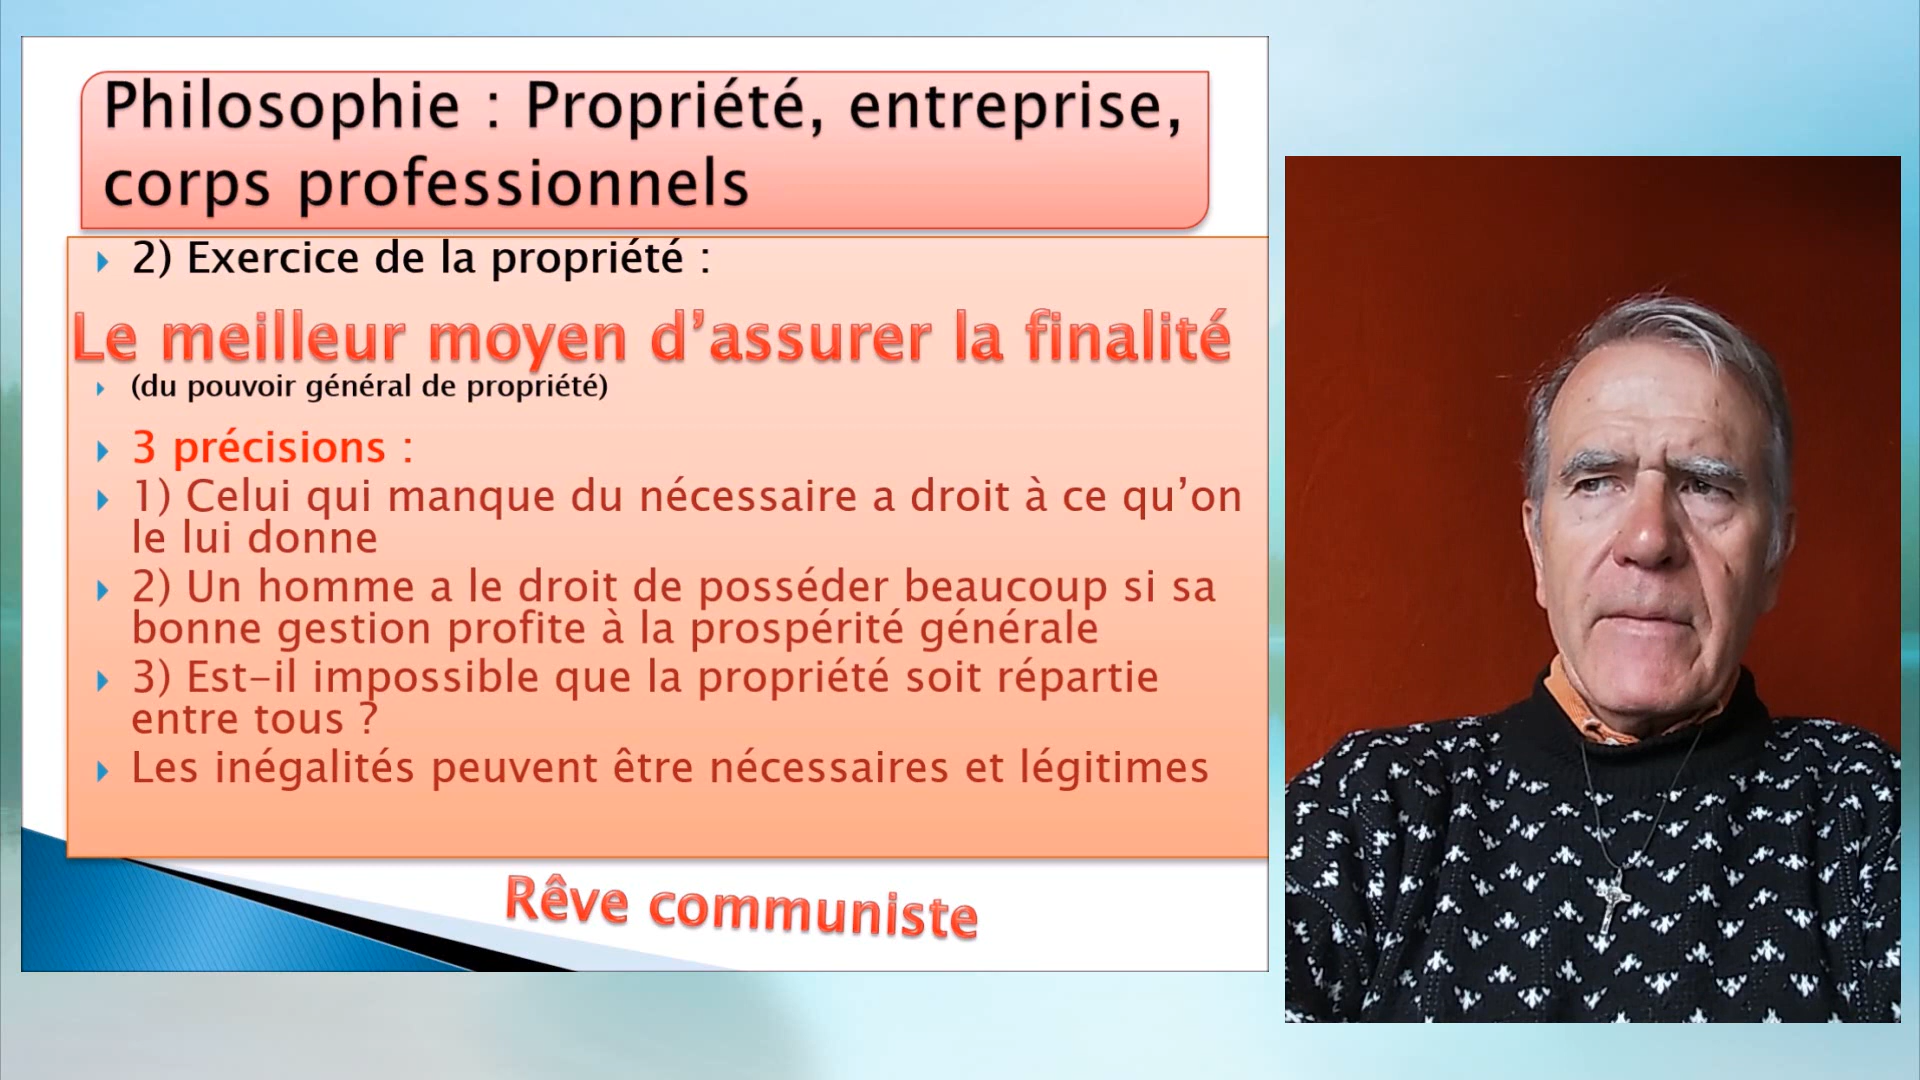 Philosophie : Propriété, entreprise,
corps professionnels
2) Exercice de la propriété :
Le meilleur moyen d’assurer la finalité
(du pouvoir général de propriété)
3 précisions :
1) Celui qui manque du nécessaire a droit à ce qu’on
le lui donne
2) Un homme a le droit de posséder beaucoup si sa
bonne gestion profite à la prospérité générale
3) Est-il impossible que la propriété soit répartie
entre tous ?
Les inégalités peuvent être nécessaires et légitimes
Rêve communiste